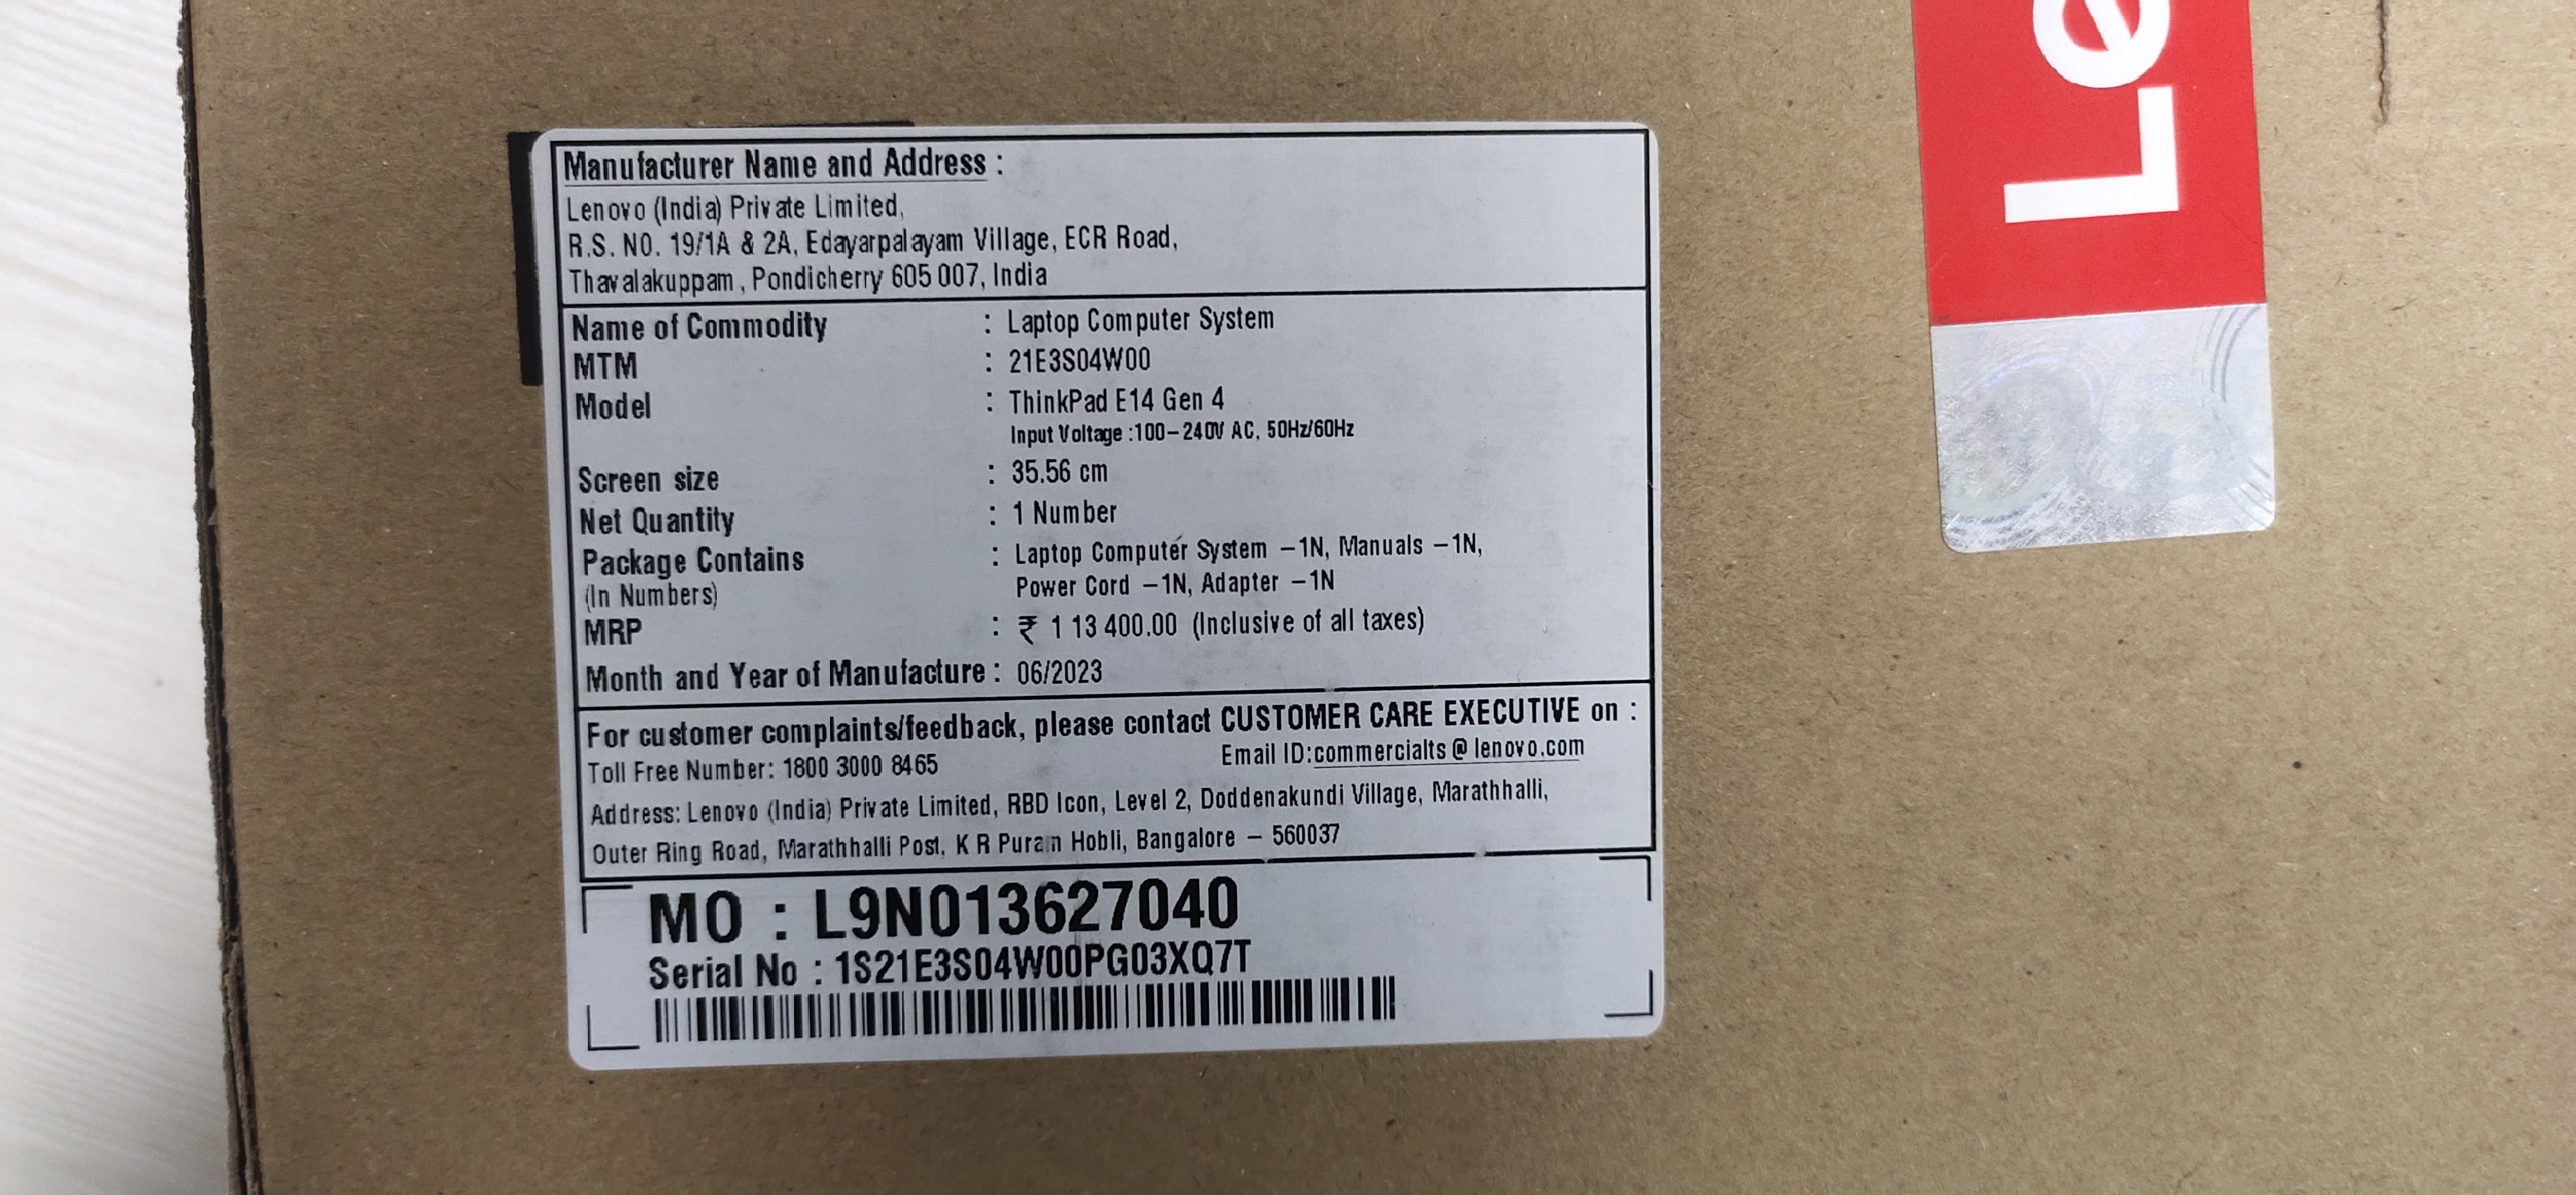 Manufacturer Name and Address :
Lenovo (India) Private Limited,
R.S. NO. 19/1A & 2A, Edayarpalayam Village, ECR Road,
Thavalakuppam, Pondicherry 605 007, India
Name of Commodity : Laptop Computer System
MTM : 21E3S04W00
Model : ThinkPad E14 Gen 4
Input Voltage :100–240V AC, 50Hz/60Hz
Screen size : 35.56 cm
Net Quantity : 1 Number
Package Contains : Laptop Computer System –1N, Manuals –1N,
(In Numbers) Power Cord –1N, Adapter –1N
MRP : ₹ 1 13 400.00 (Inclusive of all taxes)
Month and Year of Manufacture : 06/2023
For customer complaints/feedback, please contact CUSTOMER CARE EXECUTIVE on :
Toll Free Number: 1800 3000 8465 Email ID:commercialts@lenovo.com
Address: Lenovo (India) Private Limited, RBD Icon, Level 2, Doddenakundi Village, Marathhalli,
Outer Ring Road, Marathhalli Post, K R Puram Hobli, Bangalore – 560037
MO : L9N013627040
Serial No : 1S21E3S04W00PG03XQ7T
Le